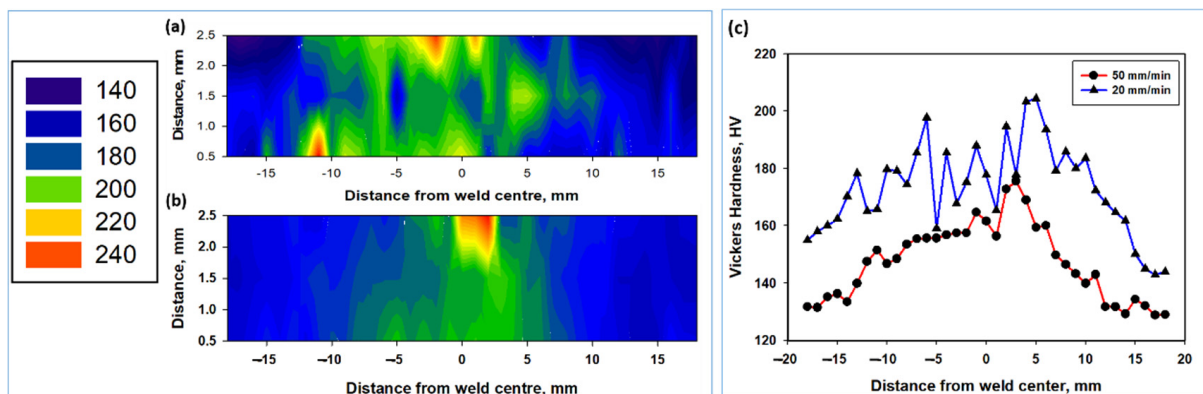 140
160
180
200
220
240
(a)
Distance, mm
2.5
1.5
1.0
0.5
-15 -10 -5 0 5 10 15
Distance from weld centre, mm
(b)
Distance, mm
2.5
2.0
1.5
1.0
0.5
–15 –10 –5 0 5 10 15
Distance from weld centre, mm
(c)
Vickers Hardness, HV
220
200
180
160
140
120
50 mm/min
20 mm/min
–20 –15 –10 –5 0 5 10 15 20
Distance from weld center, mm